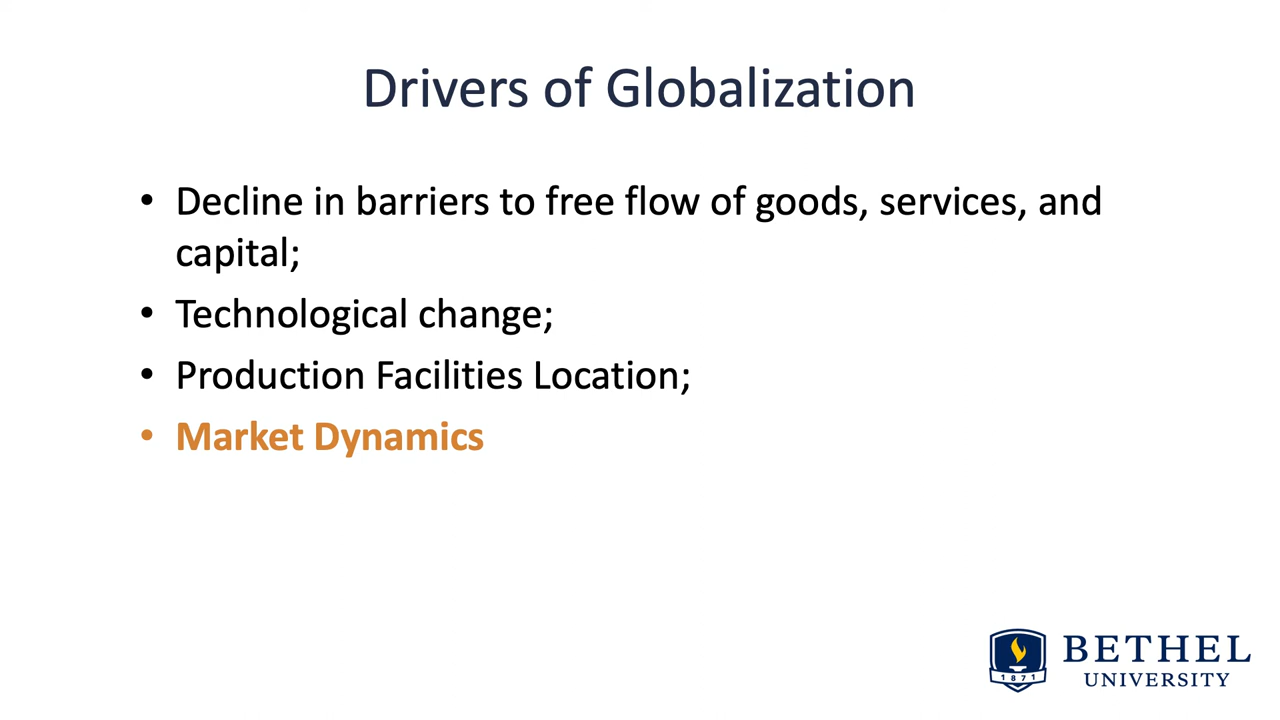 Drivers of Globalization
• Decline in barriers to free flow of goods, services, and
capital;
• Technological change;
• Production Facilities Location;
• Market Dynamics
1871
BETHEL
UNIVERSITY